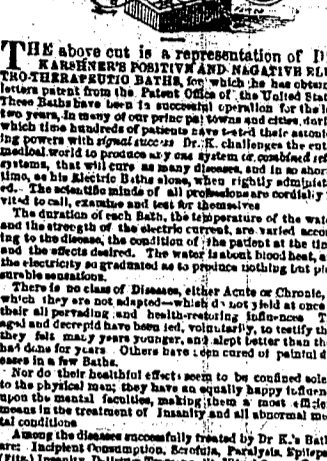 THE above cut is a representation of D
KARSHNER'S POSITIVE AND NAGATIVE ELE
TRO-THERAPEUTIC BATHS, for which he has obtain
letters patent from the Patent Office of the United Stat
These Baths have been in successful operation for the
two years, in many of our principal towns and cities, duri
which time hundreds of patients have tested their aston
ing powers with signal success Dr. K. challenges the ent
medical world to produce any one system or combined
systems, that will cure as many diseases, and in so shor
time, as his Electric Baths alone, when rightly administ
ed. The scientific minds of all professions are cordially
vited to call, examine and test for themselves
The duration of each Bath, the temperature of the wat
and the strength of the electric current, are varied acco
ing to the disease, the condition of the patient at the tim
and the effects desired. The water is about blood heat, a
the electricity so graduated as to produce nothing but pl
surable sensations.
There is no class of Diseases, either Acute or Chronic,
which they are not adapted—which do not yield at once
their all pervading and health-restoring influences T
aged and decrepid have been led, voluntarily, to testify th
they felt many years younger, and slept better than th
had done for years Others have been cured of painful d
eases in a few Baths.
Nor do their healthful effects seem to be confined sole
to the physical man; they have an equally happy influen
upon the mental faculties, making them a most efficie
means in the treatment of Insanity and all abnormal me
tal conditions
Among the diseases successfully treated by Dr K.'s Bath
are: Incipient Consumption, Scrofula, Paralysis, Epilep
(Fits,) Insanity,